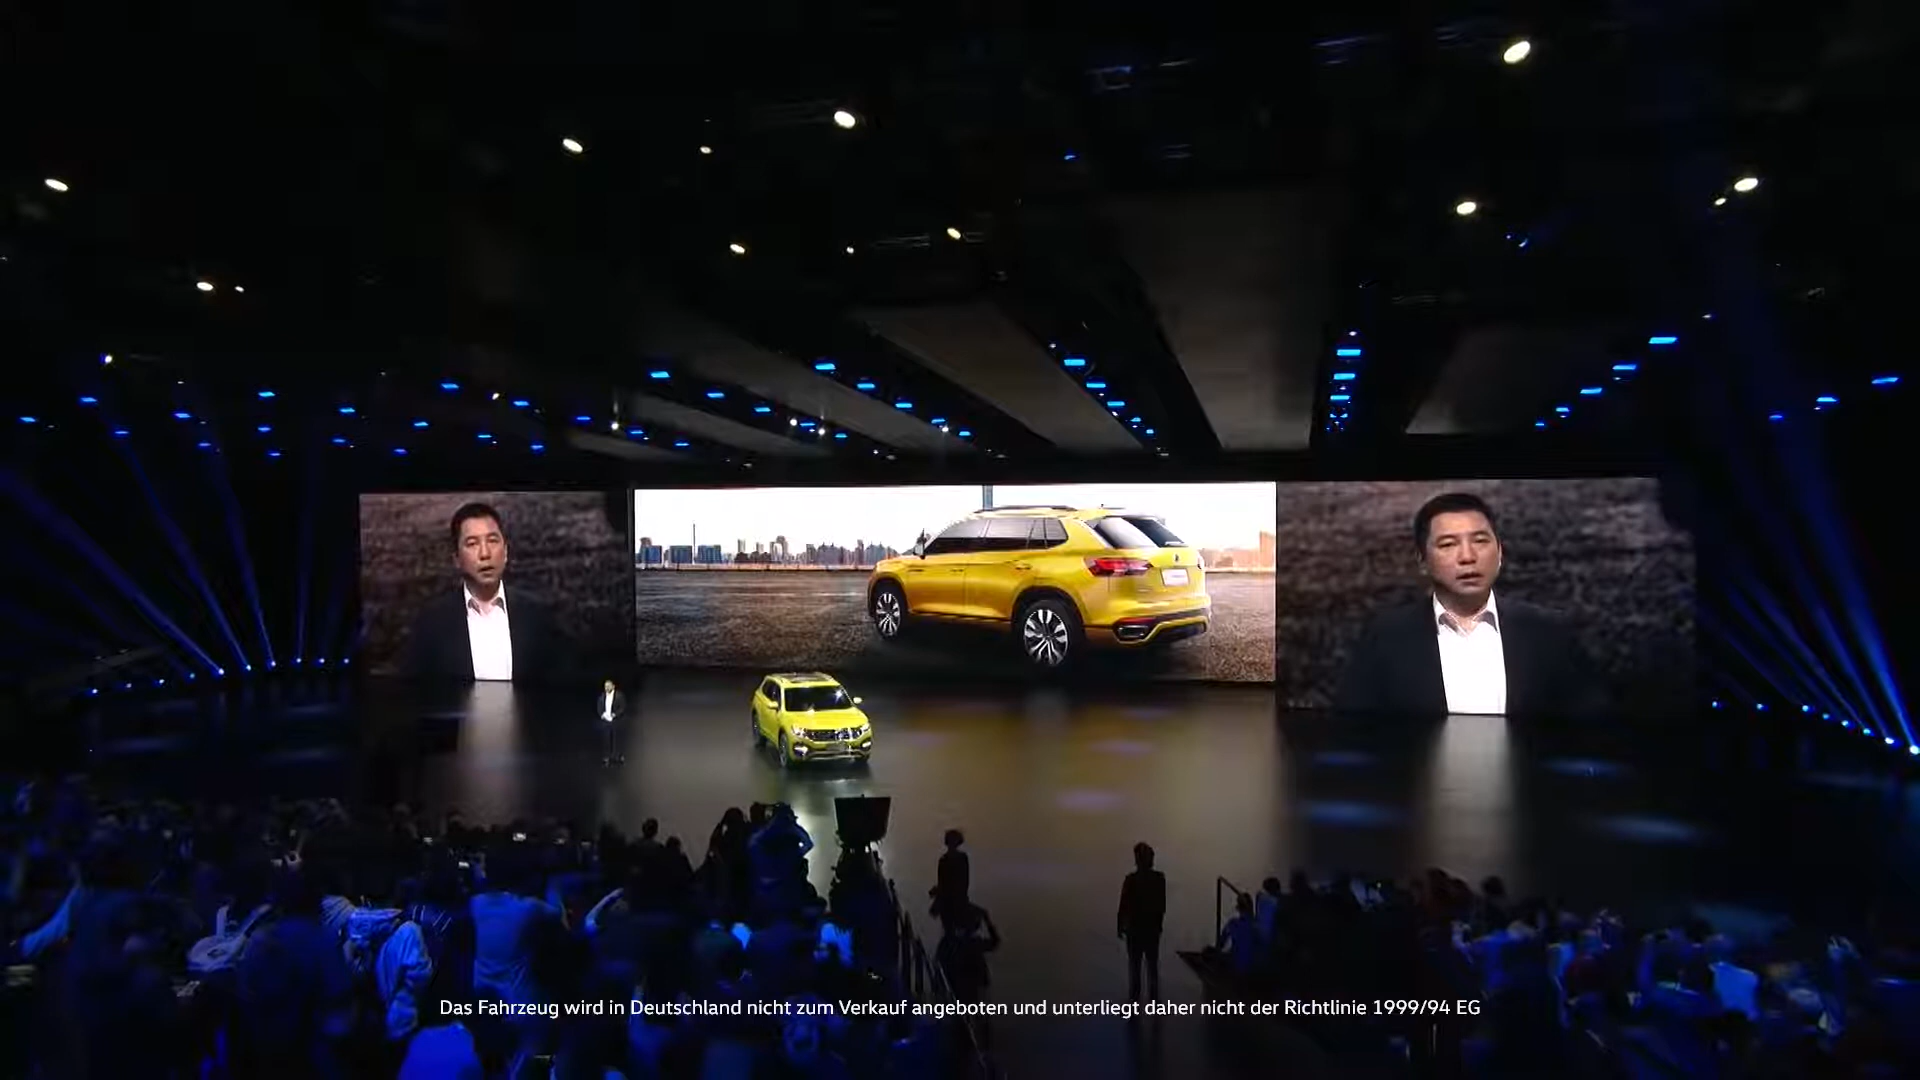 Das Fahrzeug wird in Deutschland nicht zum Verkauf angeboten und unterliegt daher nicht der Richtlinie 1999/94 EG